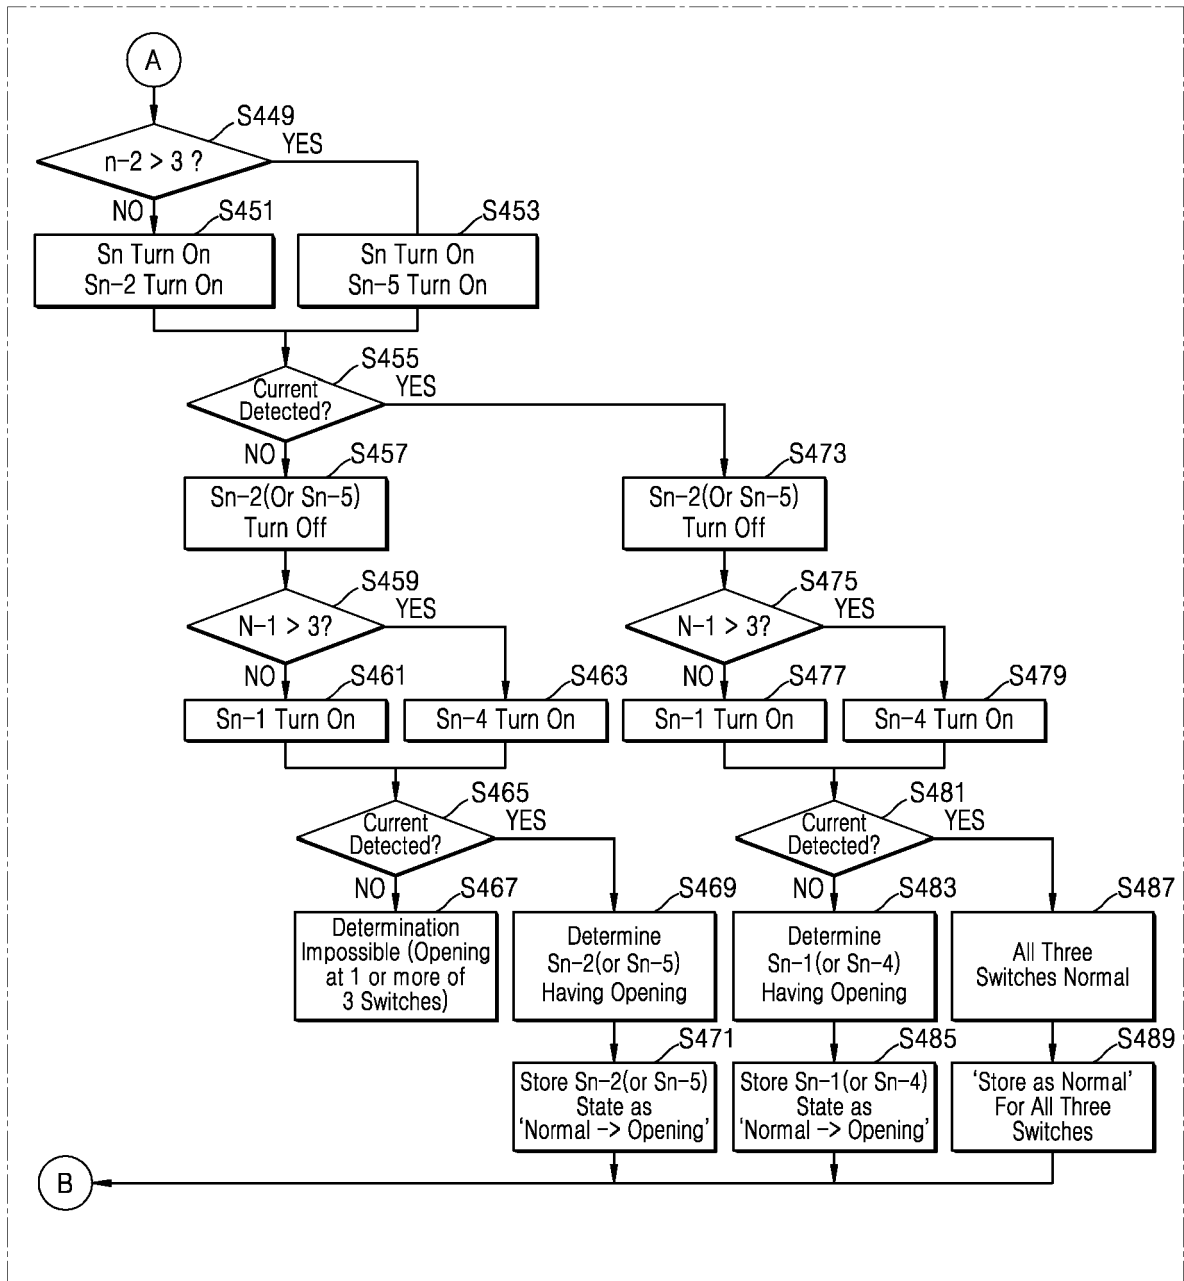 A
S449
n-2 > 3 ?
YES
NO
S451
S453
Sn Turn On
Sn-2 Turn On
Sn Turn On
Sn-5 Turn On
S455
Current
Detected?
YES
NO
S457
S473
Sn-2(Or Sn-5)
Turn Off
Sn-2(Or Sn-5)
Turn Off
S459
N-1 > 3?
YES
S475
N-1 > 3?
YES
NO
S461
S463
NO
S477
S479
Sn-1 Turn On
Sn-4 Turn On
Sn-1 Turn On
Sn-4 Turn On
S465
Current
Detected?
YES
S481
Current
Detected?
YES
NO
S467
S469
NO
S483
S487
Determination
Impossible (Opening
at 1 or more of
3 Switches)
Determine
Sn-2(or Sn-5)
Having Opening
Determine
Sn-1(or Sn-4)
Having Opening
All Three
Switches Normal
S471
S485
S489
Store Sn-2(or Sn-5)
State as
'Normal -> Opening'
Store Sn-1(or Sn-4)
State as
'Normal -> Opening'
'Store as Normal'
For All Three
Switches
B